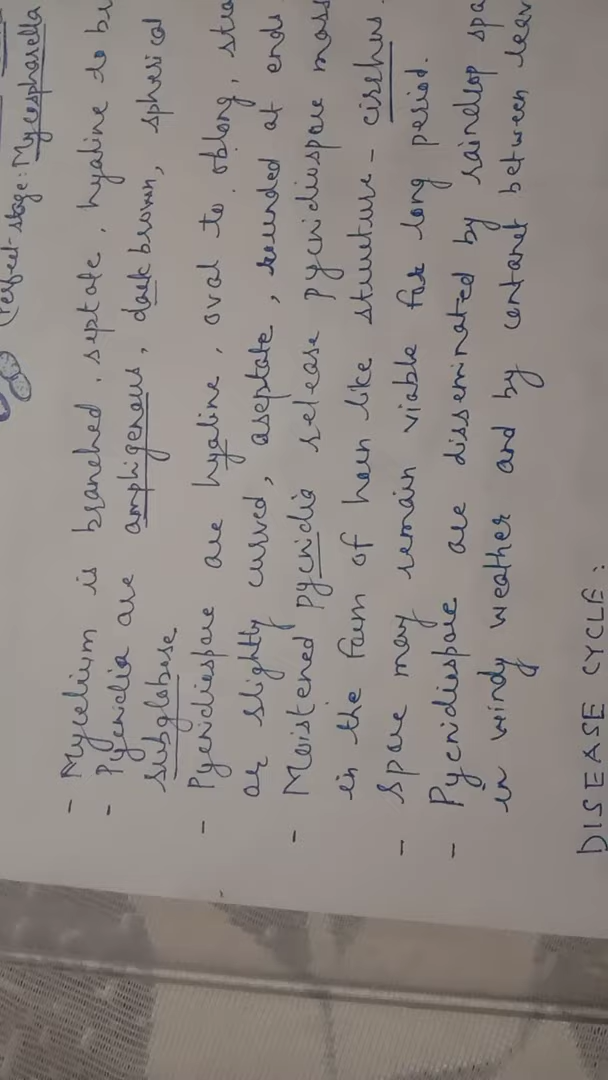 (Perfect stage: Mycosphaerella
- Mycelium is branched, septate, hyaline to
- Pycnidia are amphigenous, dark brown, spherical
subglobose
- Pycnidiospore are hyaline, oval to oblong,
or slightly curved, aseptate, rounded at ends
- Moistened pycnidia release pycnidiospore mass
in the form of horn like structure - cirrhus.
- Spore may remain viable for long period.
- Pycnidiospore are disseminated by raindrop
in windy weather and by contanct between
DISEASE CYCLE: